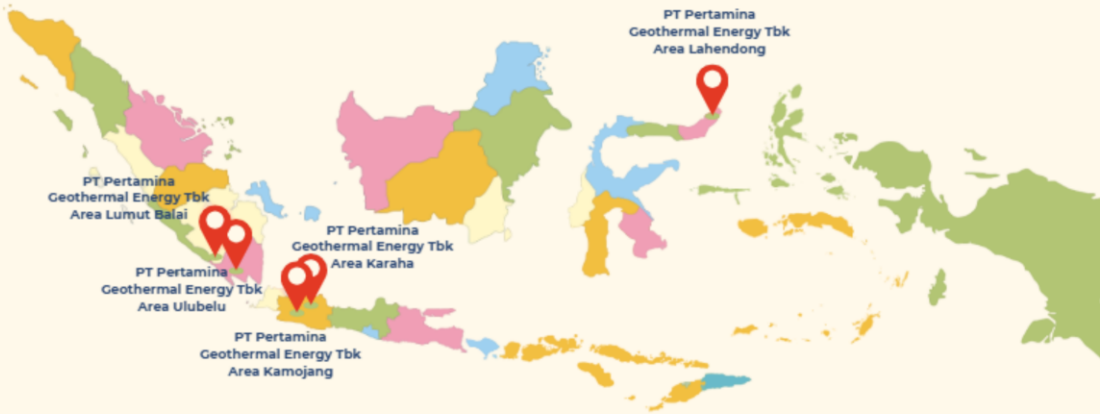 PT Pertamina
Geothermal Energy Tbk
Area Lahendong
PT Pertamina
Geothermal Energy Tbk
Area Lumut Balai
PT Pertamina
Geothermal Energy Tbk
Area Karaha
PT Pertamina
Geothermal Energy Tbk
Area Ulubelu
PT Pertamina
Geothermal Energy Tbk
Area Kamojang